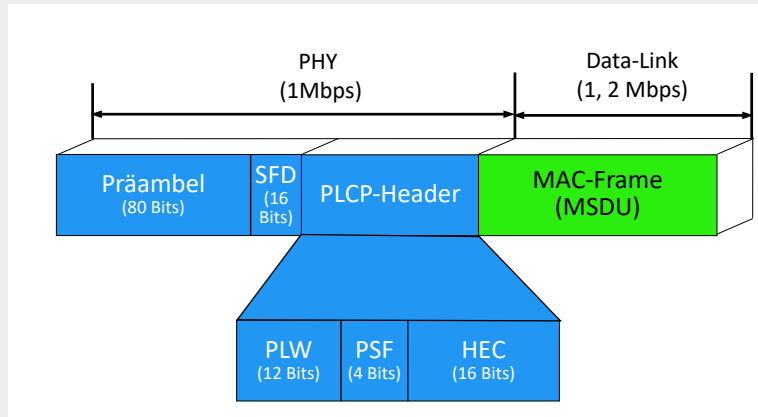 PHY
(1Mbps)
Data-Link
(1, 2 Mbps)
Präambel
(80 Bits)
SFD
(16
Bits)
PLCP-Header
MAC-Frame
(MSDU)
PLW
(12 Bits)
PSF
(4 Bits)
HEC
(16 Bits)